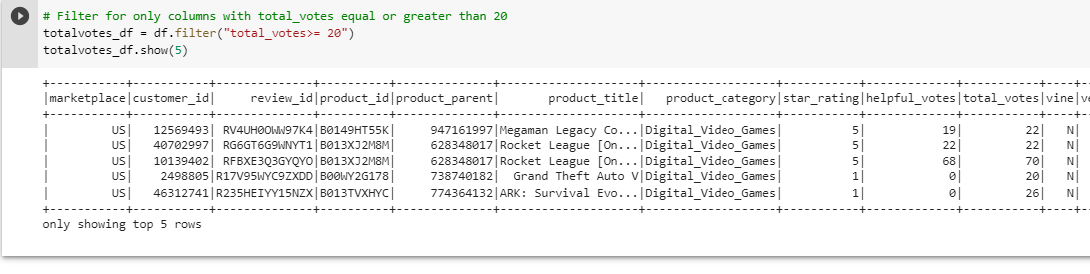 # Filter for only columns with total_votes equal or greater than 20
totalvotes_df = df.filter("total_votes>= 20")
totalvotes_df.show(5)
+-----------+-----------+--------------+----------+--------------+--------------------+-------------------+-----------+-------------+-----------+----+--
|marketplace|customer_id|     review_id|product_id|product_parent|       product_title|   product_category|star_rating|helpful_votes|total_votes|vine|ve
+-----------+-----------+--------------+----------+--------------+--------------------+-------------------+-----------+-------------+-----------+----+--
|         US|   12569493| RV4UH0OWW97K4|B0149HT55K|     947161997|Megaman Legacy Co...|Digital_Video_Games|          5|           19|         22|   N|
|         US|   40702997| RG6GT6G9WNYT1|B013XJ2M8M|     628348017|Rocket League [On...|Digital_Video_Games|          5|           22|         22|   N|
|         US|   10139402| RFBXE3Q3GYQYO|B013XJ2M8M|     628348017|Rocket League [On...|Digital_Video_Games|          5|           68|         70|   N|
|         US|    2498805|R17V95WYC9ZXDD|B00WY2G178|     738740182|  Grand Theft Auto V|Digital_Video_Games|          1|            0|         20|   N|
|         US|   46312741|R235HEIYY15NZX|B013TVXHYC|     774364132|ARK: Survival Evo...|Digital_Video_Games|          1|            0|         26|   N|
+-----------+-----------+--------------+----------+--------------+--------------------+-------------------+-----------+-------------+-----------+----+--
only showing top 5 rows